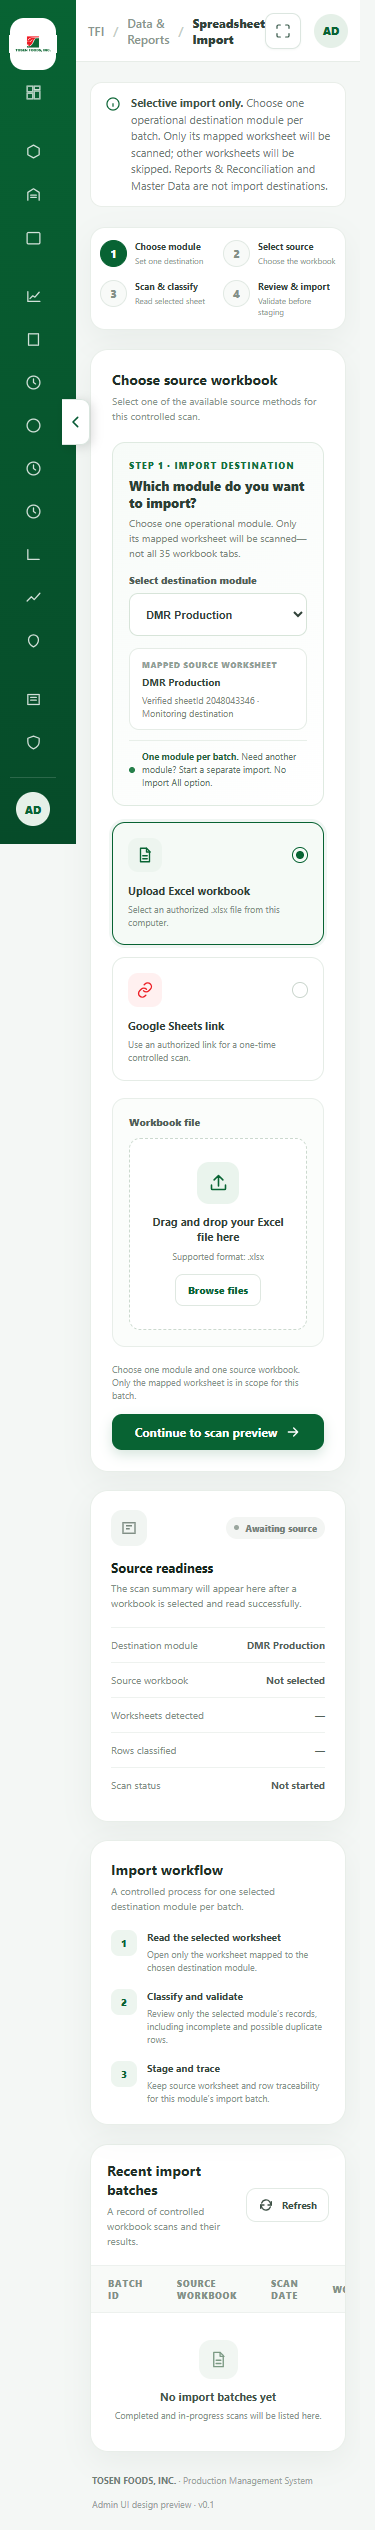 TOSEN FOODS, INC.
TFI / Data & Reports / Spreadsheet Import
AD
Selective import only. Choose one
operational destination module per
batch. Only its mapped worksheet will be
scanned; other worksheets will be
skipped. Reports & Reconciliation and
Master Data are not import destinations.
1 Choose module
Set one destination
2 Select source
Choose the workbook
3 Scan & classify
Read selected sheet
4 Review & import
Validate before
staging
Choose source workbook
Select one of the available source methods for
this controlled scan.
STEP 1 · IMPORT DESTINATION
Which module do you want
to import?
Choose one operational module. Only
its mapped worksheet will be scanned—
not all 35 workbook tabs.
Select destination module
DMR Production
MAPPED SOURCE WORKSHEET
DMR Production
Verified sheetId 2048043346 ·
Monitoring destination
One module per batch. Need another
module? Start a separate import. No
Import All option.
Upload Excel workbook
Select an authorized .xlsx file from this
computer.
Google Sheets link
Use an authorized link for a one-time
controlled scan.
Workbook file
Drag and drop your Excel
file here
Supported format: .xlsx
Browse files
Choose one module and one source workbook.
Only the mapped worksheet is in scope for this
batch.
Continue to scan preview
AD
Awaiting source
Source readiness
The scan summary will appear here after a
workbook is selected and read successfully.
Destination module DMR Production
Source workbook Not selected
Worksheets detected —
Rows classified —
Scan status Not started
Import workflow
A controlled process for one selected
destination module per batch.
1 Read the selected worksheet
Open only the worksheet mapped to the
chosen destination module.
2 Classify and validate
Review only the selected module's records,
including incomplete and possible duplicate
rows.
3 Stage and trace
Keep source worksheet and row traceability
for this module's import batch.
Recent import
batches
A record of controlled
workbook scans and their
results.
Refresh
BATCH ID
SOURCE WORKBOOK
SCAN DATE
No import batches yet
Completed and in-progress scans will be listed here.
TOSEN FOODS, INC. · Production Management System
Admin UI design preview · v0.1